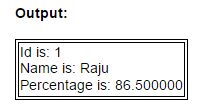 Output:
Id is: 1
Name is: Raju
Percentage is: 86.500000